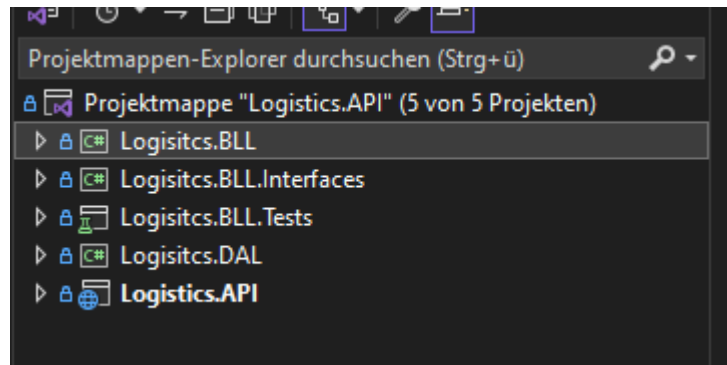 Projektmappen-Explorer durchsuchen (Strg+ü)
Projektmappe "Logistics.API" (5 von 5 Projekten)
C# Logisitcs.BLL
C# Logisitcs.BLL.Interfaces
Logisitcs.BLL.Tests
C# Logisitcs.DAL
Logistics.API